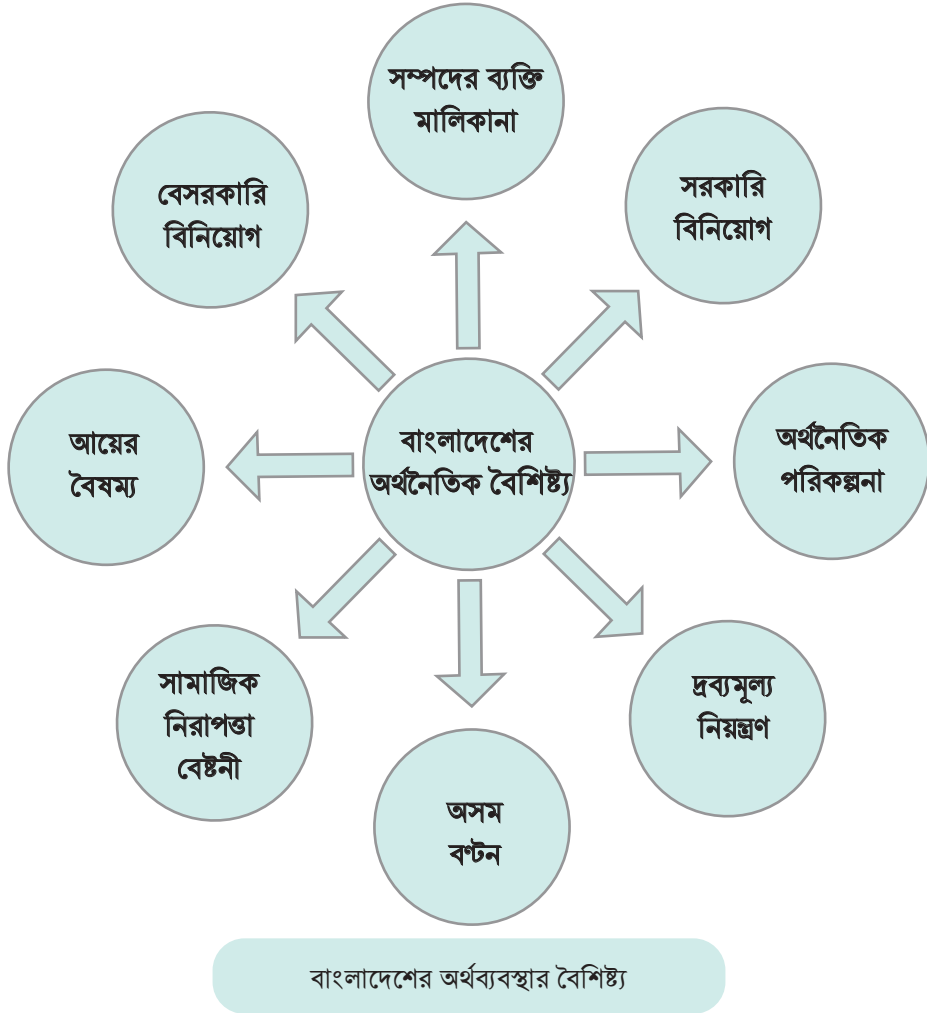 সম্পদের ব্যক্তি
মালিকানা
সরকারি
বিনিয়োগ
অর্থনৈতিক
পরিকল্পনা
দ্রব্যমূল্য
নিয়ন্ত্রণ
অসম
বণ্টন
সামাজিক
নিরাপত্তা
বেষ্টনী
আয়ের
বৈষম্য
বেসরকারি
বিনিয়োগ
বাংলাদেশের
অর্থনৈতিক বৈশিষ্ট্য
বাংলাদেশের অর্থব্যবস্থার বৈশিষ্ট্য